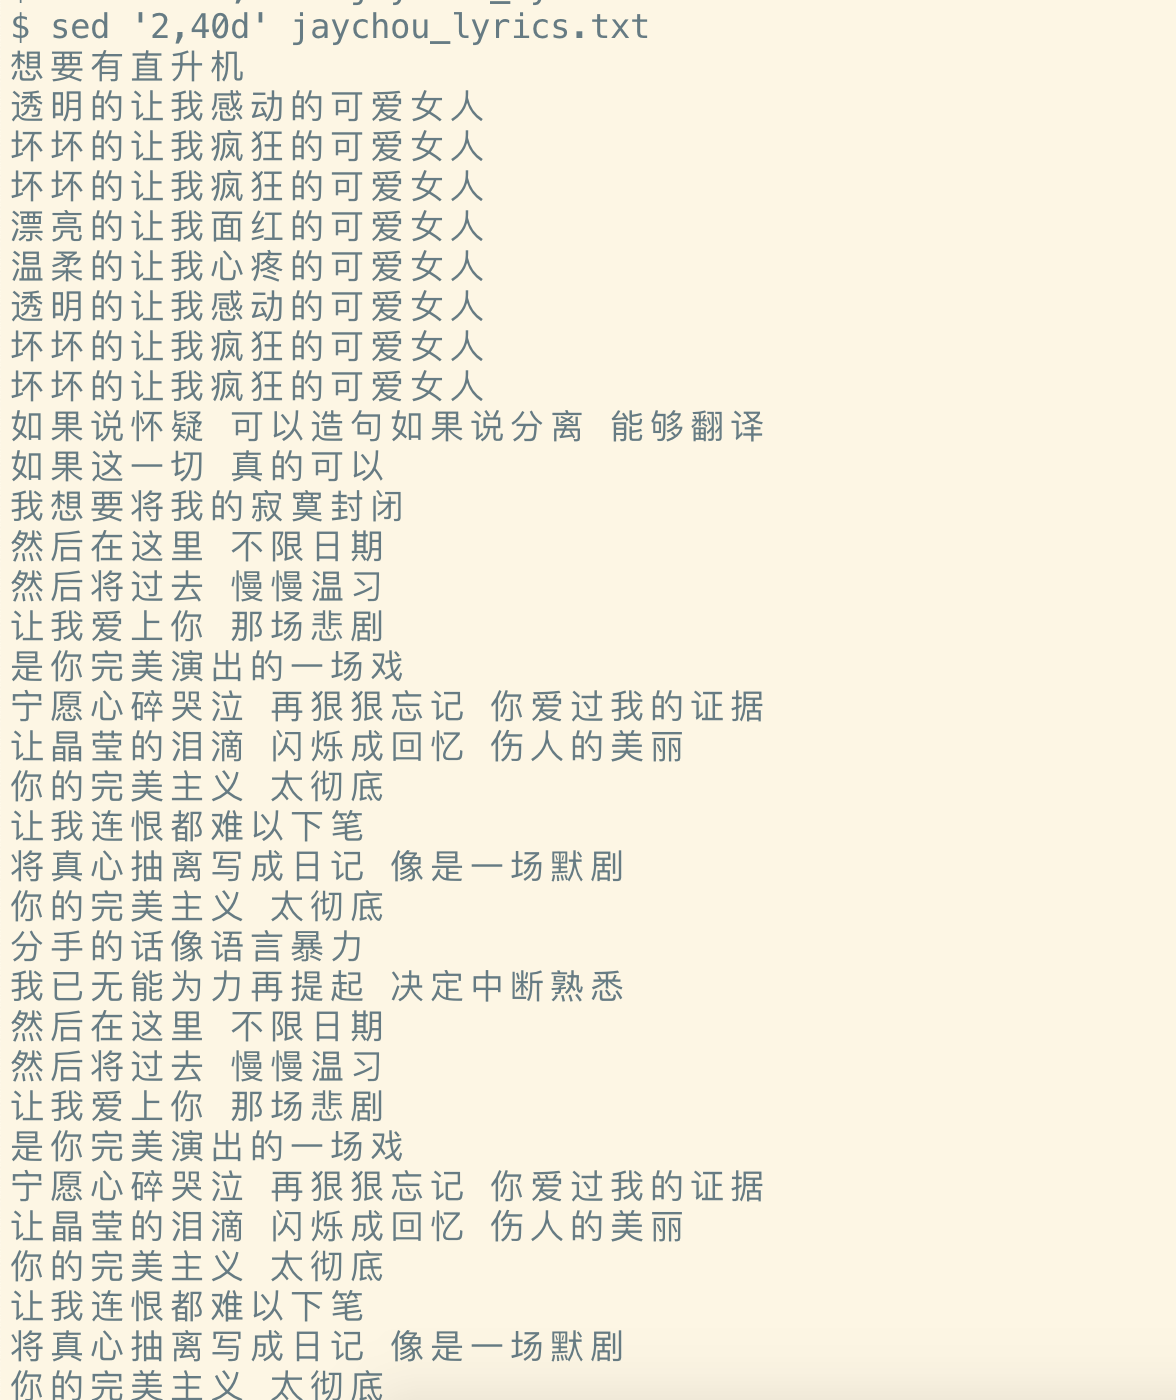 $ sed '2,40d' jaychou_lyrics.txt
想要有直升机
透明的让我感动的可爱女人
坏坏的让我疯狂的可爱女人
坏坏的让我疯狂的可爱女人
漂亮的让我面红的可爱女人
温柔的让我心疼的可爱女人
透明的让我感动的可爱女人
坏坏的让我疯狂的可爱女人
坏坏的让我疯狂的可爱女人
如果说怀疑 可以造句如果说分离 能够翻译
如果这一切 真的可以
我想要将我的寂寞封闭
然后在这里 不限日期
然后将过去 慢慢温习
让我爱上你 那场悲剧
是你完美演出的一场戏
宁愿心碎哭泣 再狠狠忘记 你爱过我的证据
让晶莹的泪滴 闪烁成回忆 伤人的美丽
你的完美主义 太彻底
让我连恨都难以下笔
将真心抽离写成日记 像是一场默剧
你的完美主义 太彻底
分手的话像语言暴力
我已无能为力再提起 决定中断熟悉
然后在这里 不限日期
然后将过去 慢慢温习
让我爱上你 那场悲剧
是你完美演出的一场戏
宁愿心碎哭泣 再狠狠忘记 你爱过我的证据
让晶莹的泪滴 闪烁成回忆 伤人的美丽
你的完美主义 太彻底
让我连恨都难以下笔
将真心抽离写成日记 像是一场默剧
你的完美主义 太彻底